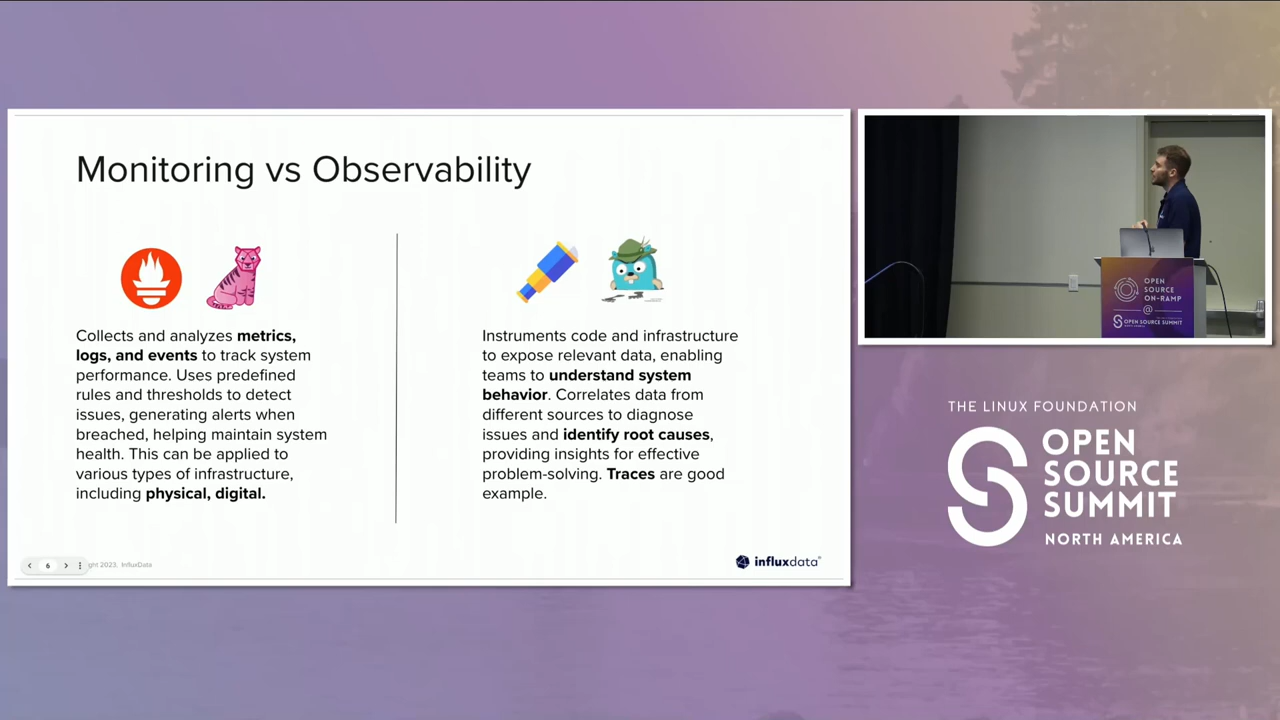 Monitoring vs Observability
Collects and analyzes metrics,
logs, and events to track system
performance. Uses predefined
rules and thresholds to detect
issues, generating alerts when
breached, helping maintain system
health. This can be applied to
various types of infrastructure,
including physical, digital.
Instruments code and infrastructure
to expose relevant data, enabling
teams to understand system
behavior. Correlates data from
different sources to diagnose
issues and identify root causes,
providing insights for effective
problem-solving. Traces are good
example.
6
ght 2023, InfluxData
influxdata
OPEN
SOURCE
ON-RAMP
@
OPEN SOURCE SUMMIT
THE LINUX FOUNDATION
OPEN
SOURCE
SUMMIT
NORTH AMERICA